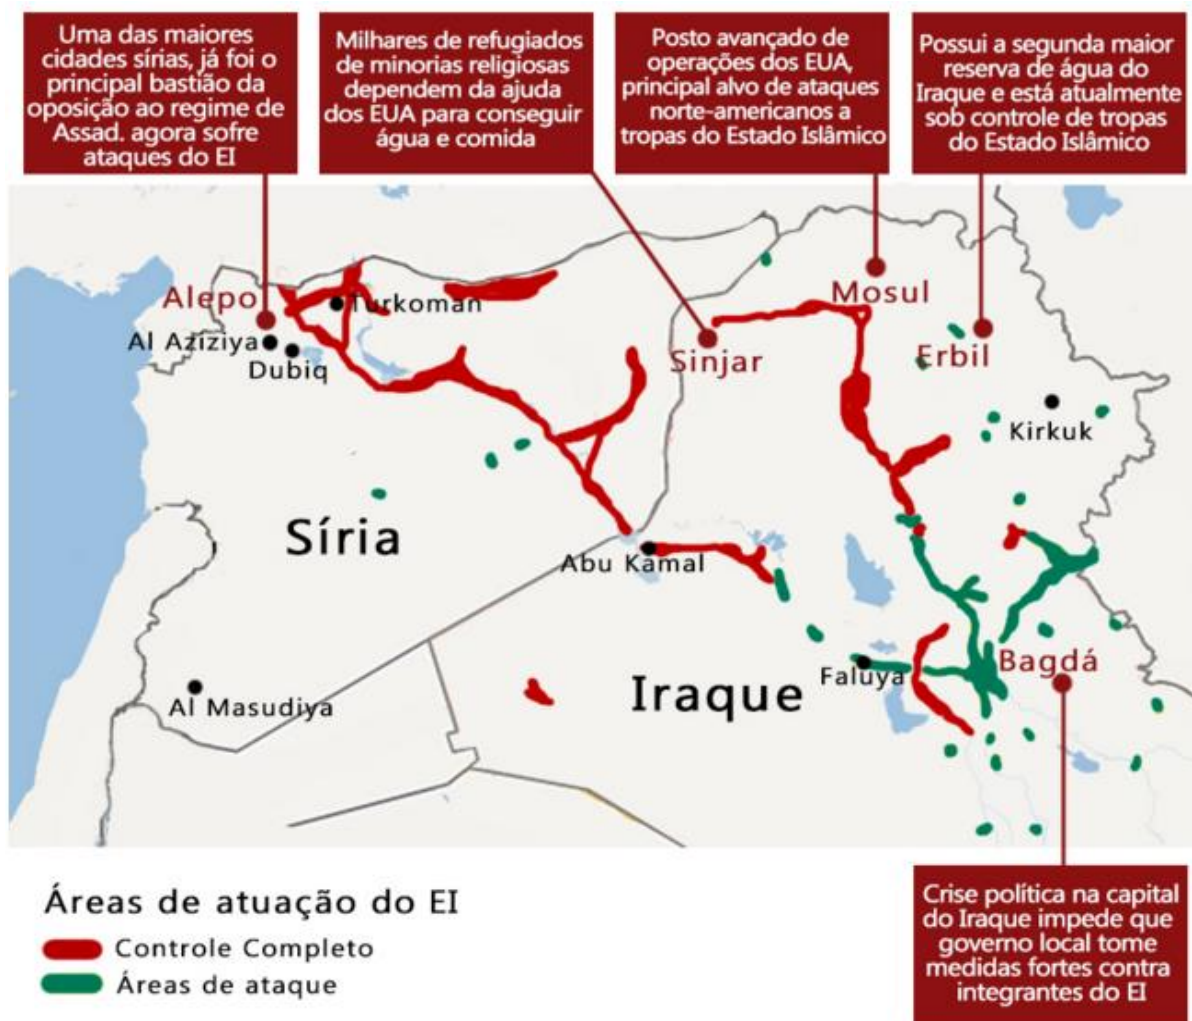 Uma das maiores
cidades sírias, já foi o
principal bastião da
oposição ao regime de
Assad. agora sofre
ataques do EI
Milhares de refugiados
de minorias religiosas
dependem da ajuda
dos EUA para conseguir
água e comida
Posto avançado de
operações dos EUA,
principal alvo de ataques
norte-americanos a
tropas do Estado Islâmico
Possui a segunda maior
reserva de água do
Iraque e está atualmente
sob controle de tropas
do Estado Islâmico
Alepo
Turkoman
Al Aziziya
Dubiq
Mosul
Sinjar
Erbil
Kirkuk
Síria
Abu Kamal
Iraque
Faluya
Bagdá
Al Masudiya
Áreas de atuação do EI
Controle Completo
Áreas de ataque
Crise política na capital
do Iraque impede que
governo local tome
medidas fortes contra
integrantes do EI